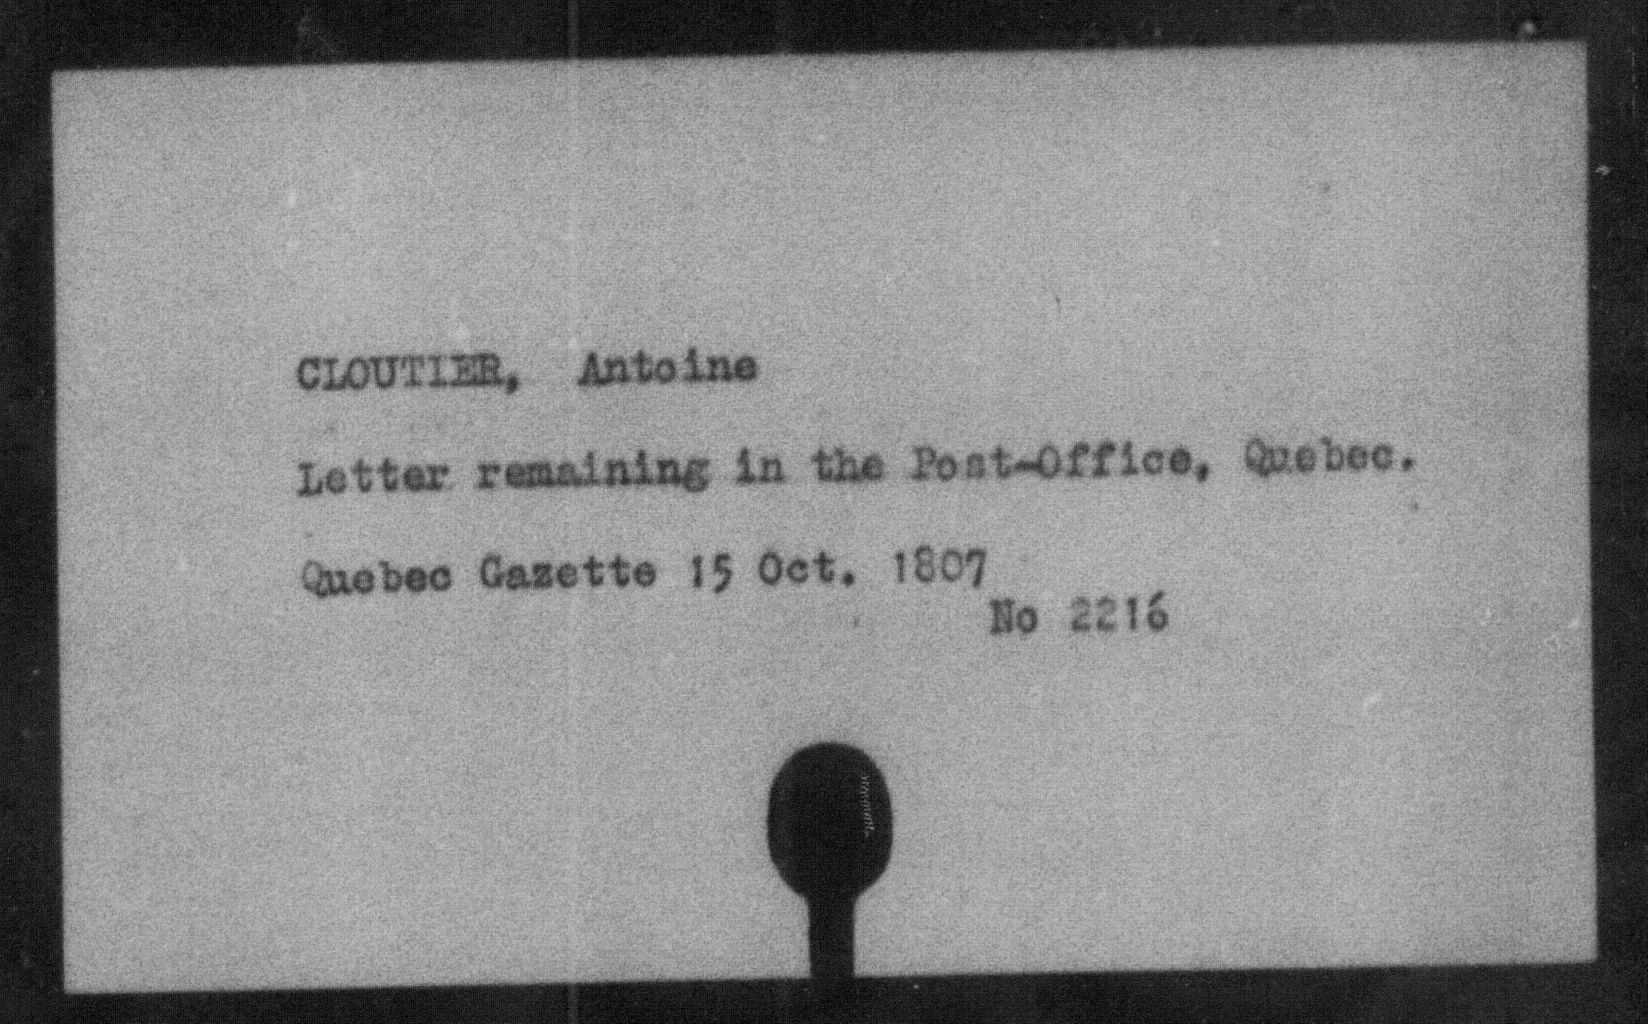 CLOUTIER, Antoine
Letter remaining in the Post-Office, Quebec.
Quebec Gazette 15 Oct. 1807
No 2216